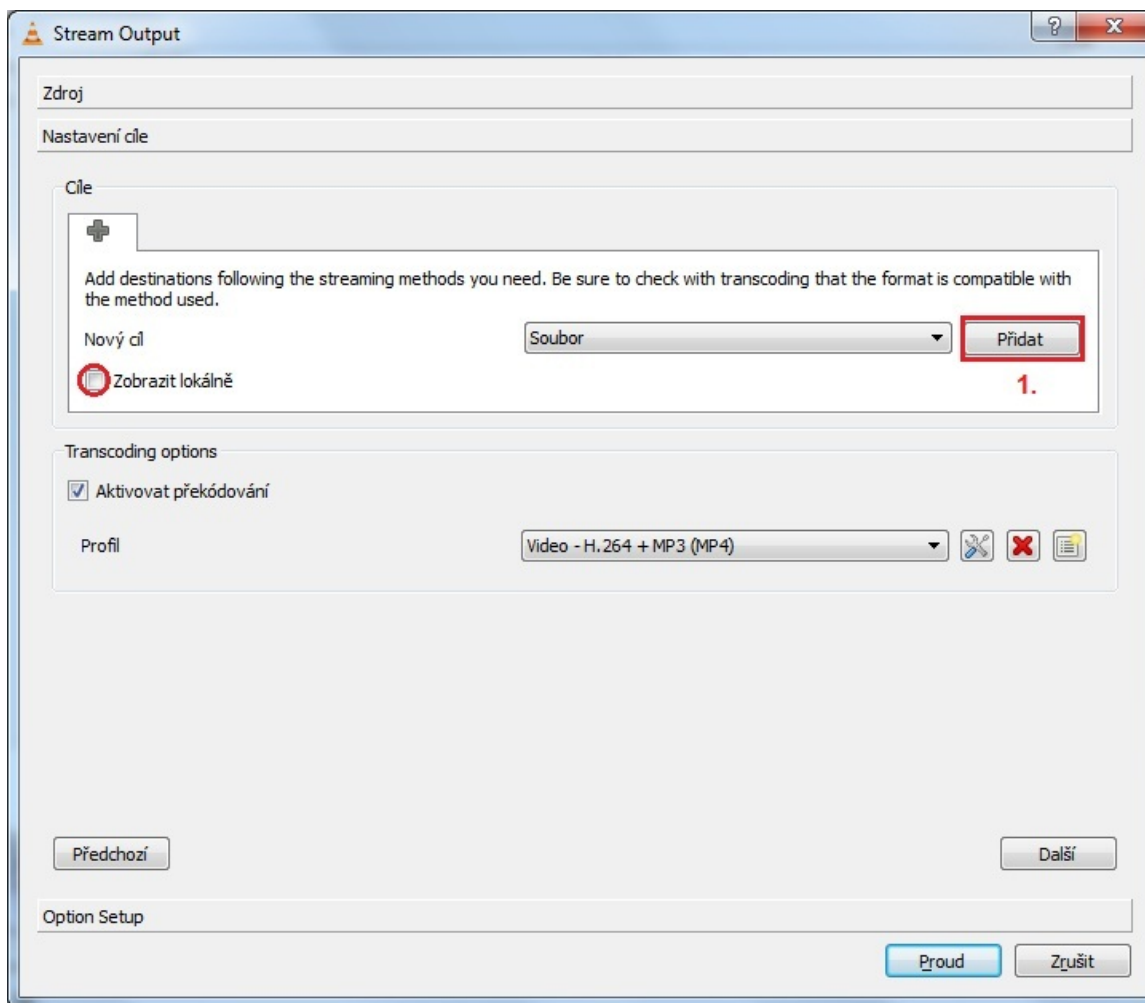 Stream Output
Zdroj
Nastavení cíle
Cíle
Add destinations following the streaming methods you need. Be sure to check with transcoding that the format is compatible with
the method used.
Nový cíl
Soubor
Přidat
Zobrazit lokálně
1.
Transcoding options
Aktivovat překódování
Profil
Video - H.264 + MP3 (MP4)
Předchozí
Další
Option Setup
Proud
Zrušit